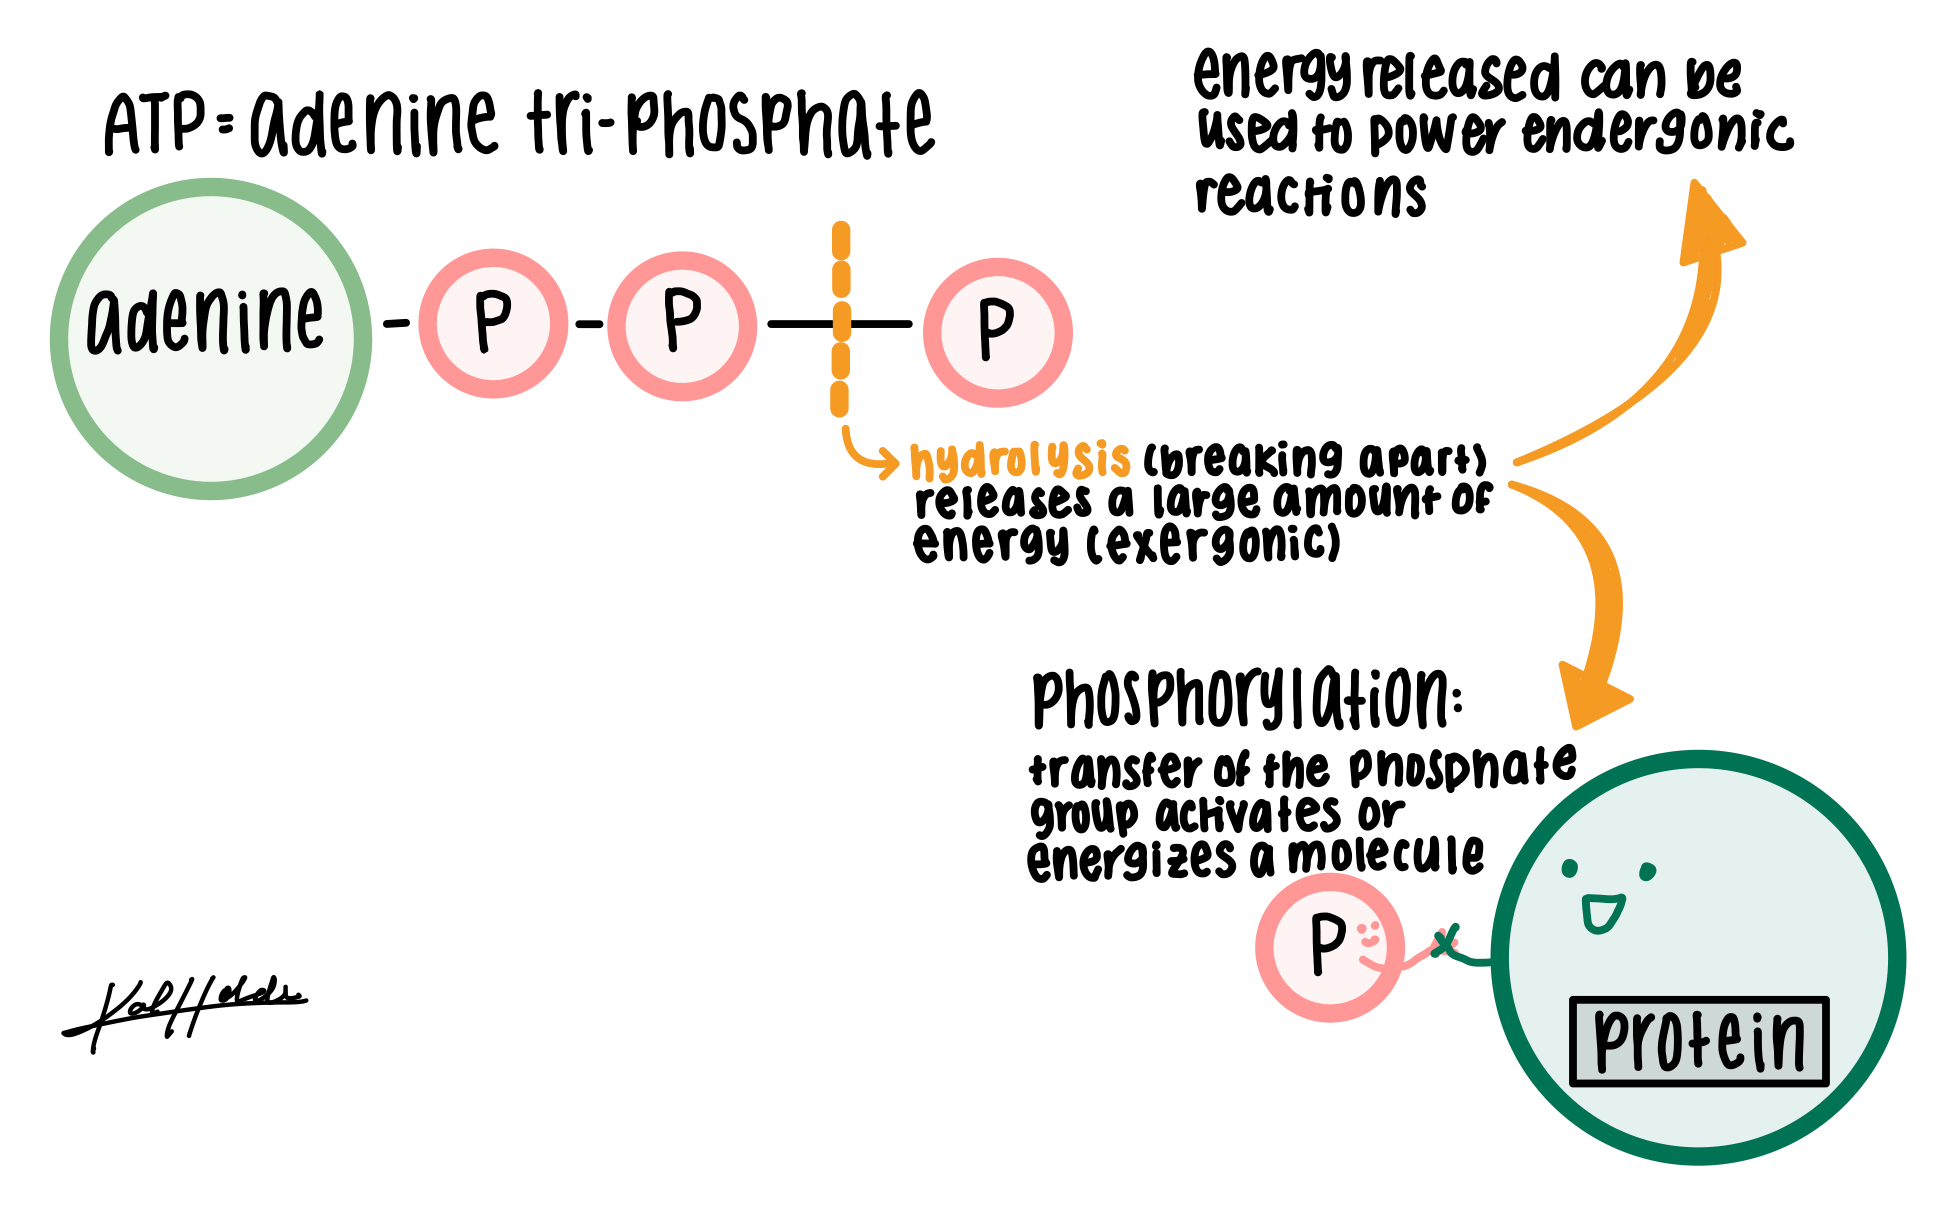 ATP = adenine tri-phosphate
adenine
P
P
P
energy released can be
used to power endergonic
reactions
hydrolysis (breaking apart)
releases a large amount of
energy (exergonic)
phosphorylation:
transfer of the phosphate
group activates or
energizes a molecule
P
protein